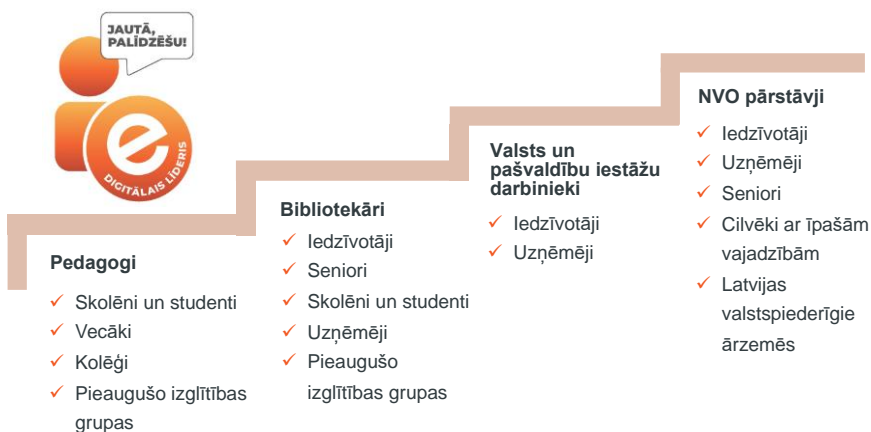 JAUTĀ,
PALĪDZĒŠU!
e
DIGITĀLAIS LĪDERIS
Pedagogi
Skolēni un studenti
Vecāki
Kolēģi
Pieaugušo izglītības
grupas
Bibliotekāri
Iedzīvotāji
Seniori
Skolēni un studenti
Uzņēmēji
Pieaugušo
izglītības grupas
Valsts un
pašvaldību iestāžu
darbinieki
Iedzīvotāji
Uzņēmēji
NVO pārstāvji
Iedzīvotāji
Uzņēmēji
Seniori
Cilvēki ar īpašām
vajadzībām
Latvijas
valstspiederīgie
ārzemēs